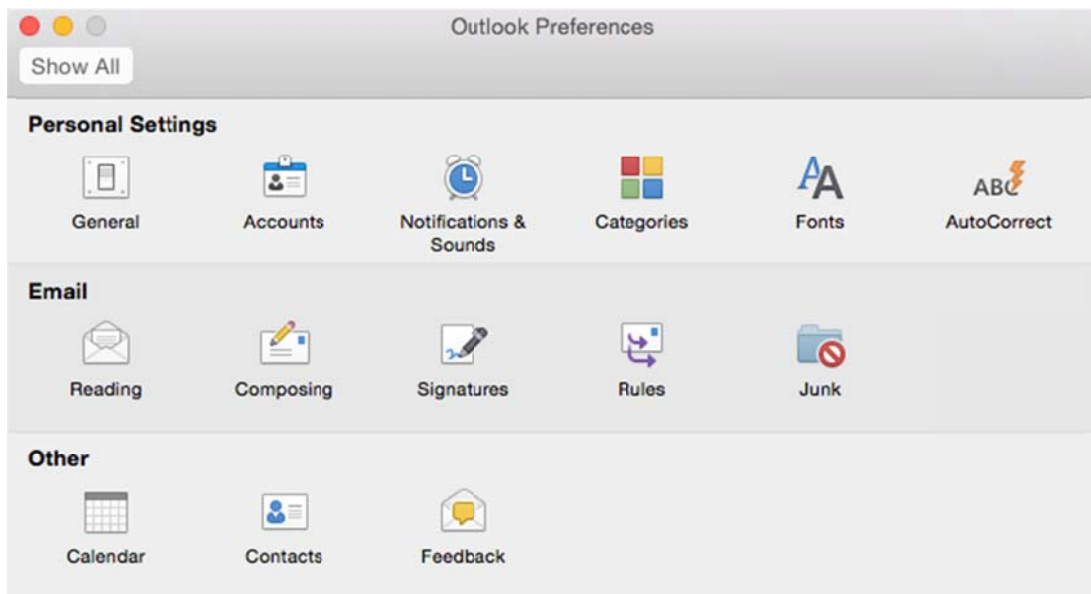 Outlook Preferences
Show All
Personal Settings
General
Accounts
Notifications &
Sounds
Categories
Fonts
ABC
AutoCorrect
Email
Reading
Composing
Signatures
Rules
Junk
Other
Calendar
Contacts
Feedback